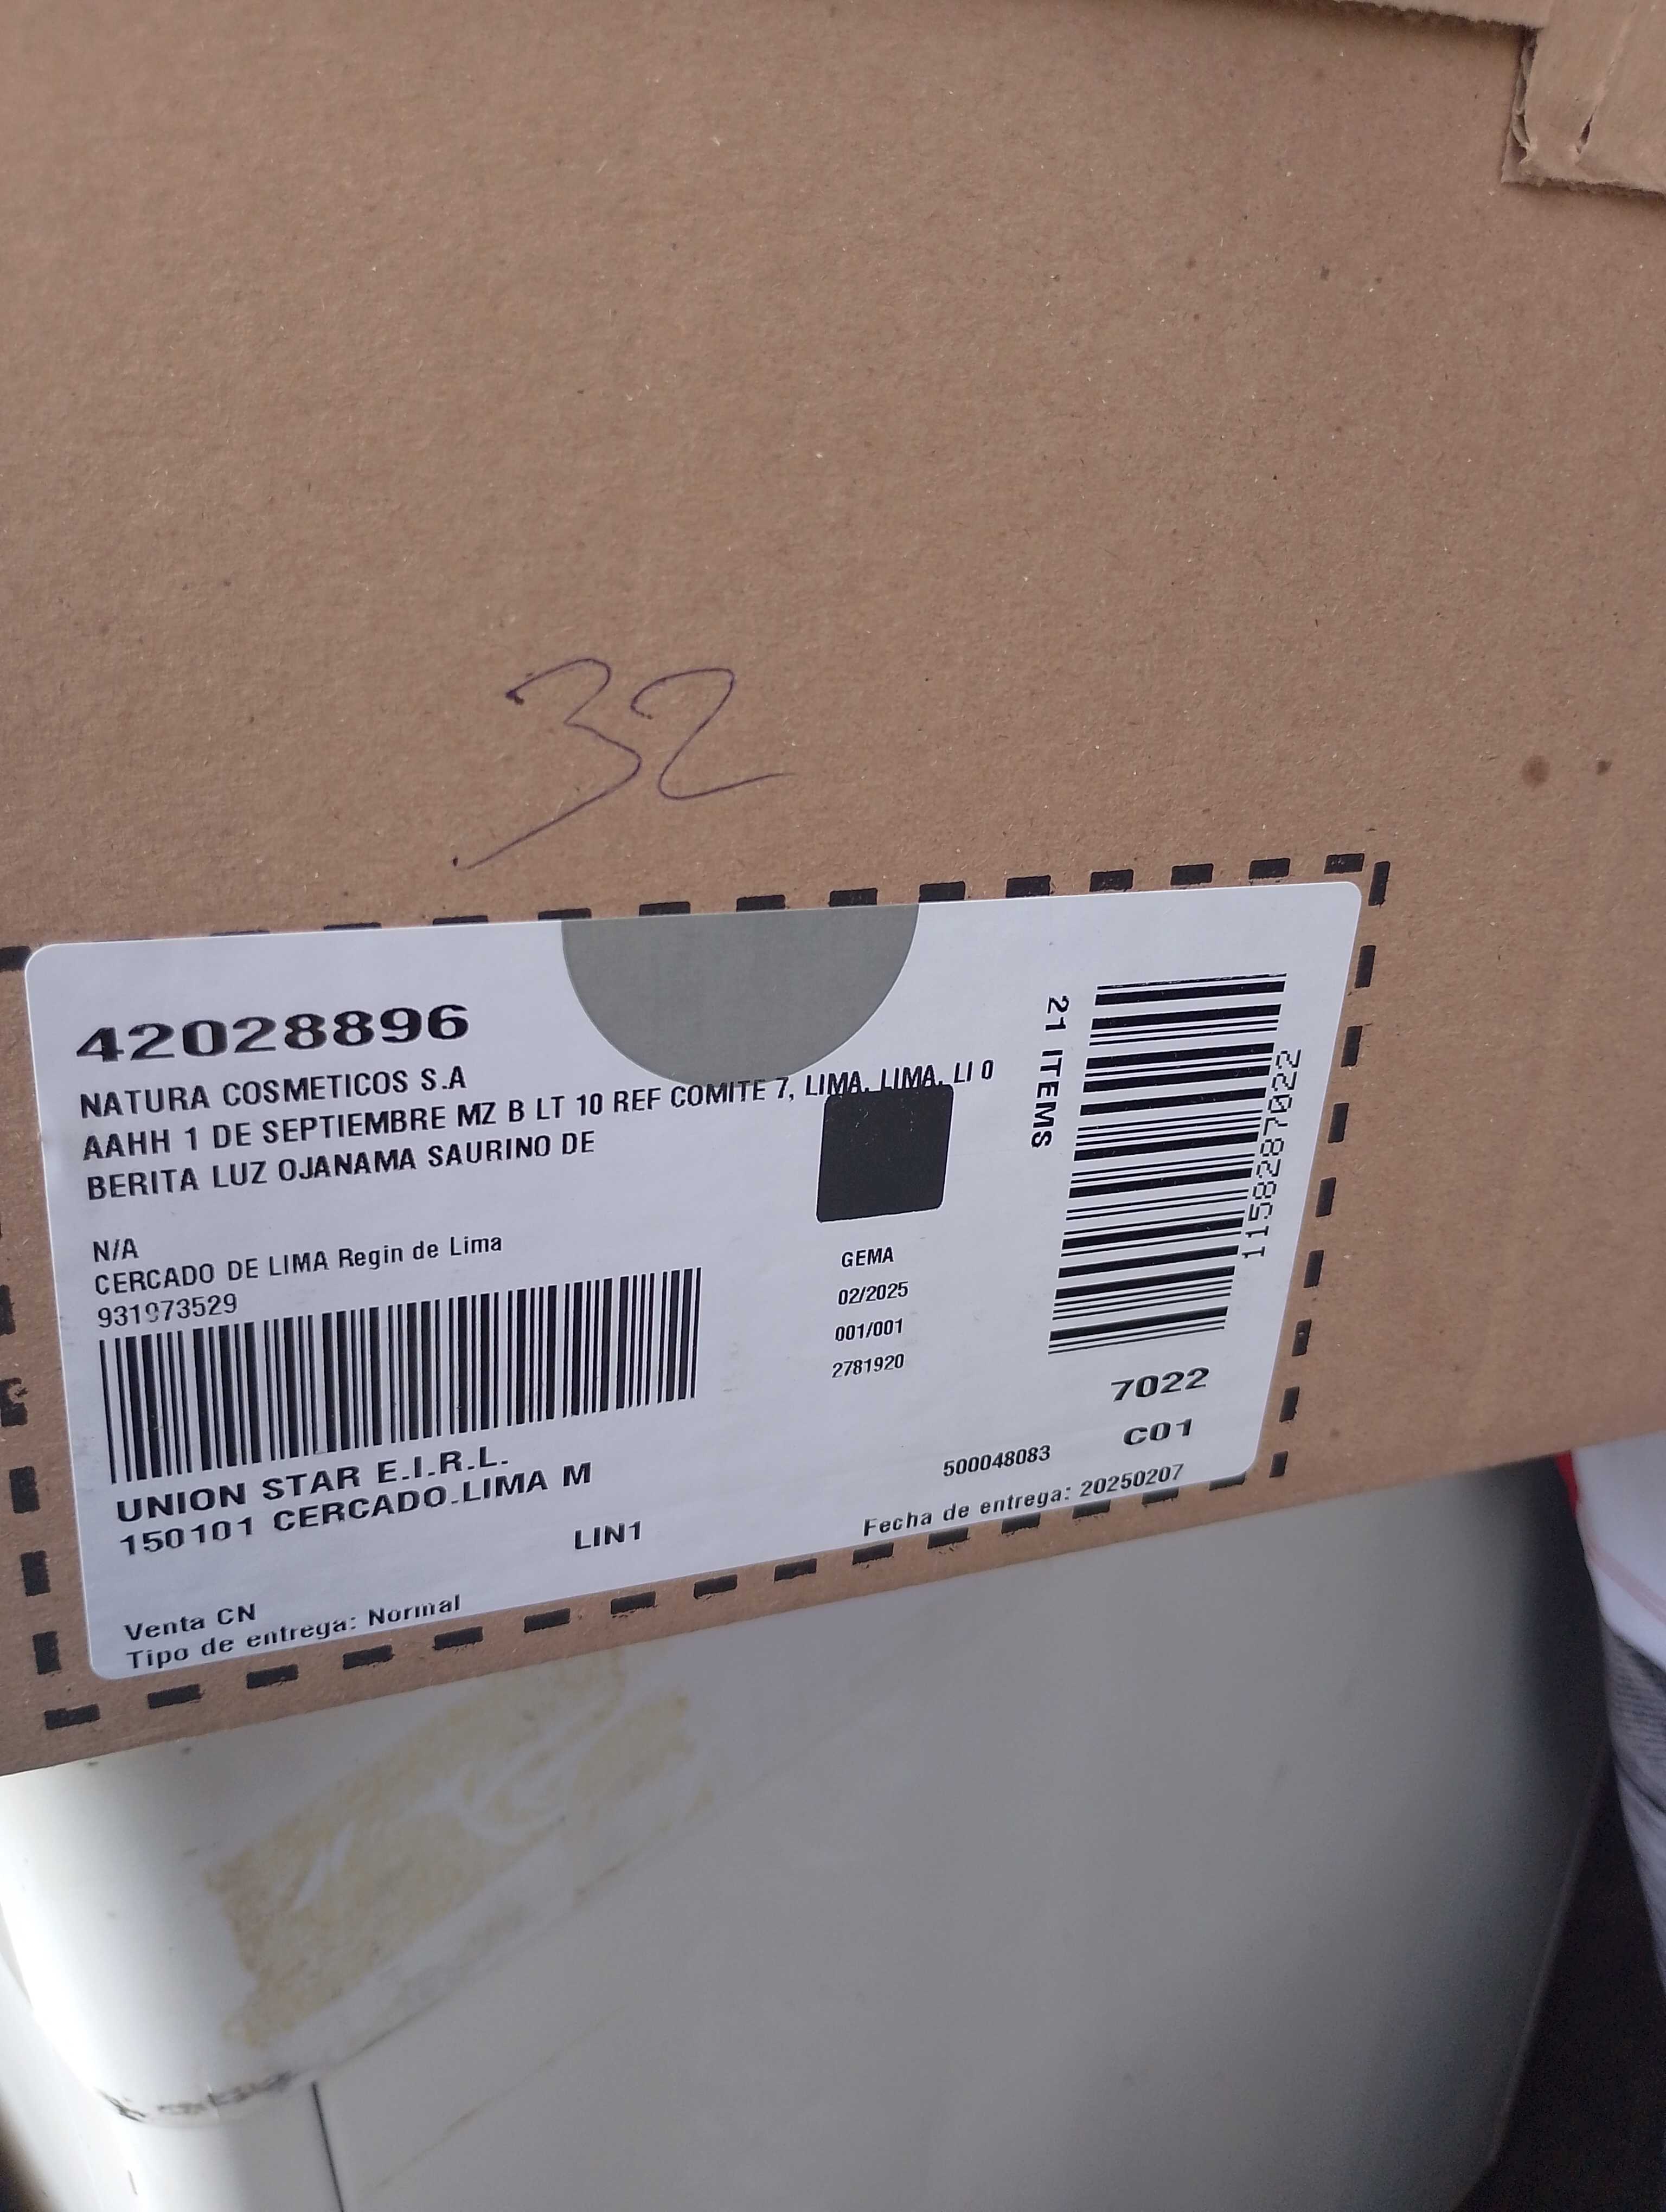 32
42028896
NATURA COSMETICOS S.A
AAHH 1 DE SEPTIEMBRE MZ B LT 10 REF COMITE 7, LIMA, LIMA, LI 0
BERITA LUZ OJANAMA SAURINO DE
N/A
CERCADO DE LIMA Regin de Lima
931973529
UNION STAR E.I.R.L.
150101 CERCADO.LIMA M
LIN1
Venta CN
Tipo de entrega: Normal
GEMA
02/2025
001/001
2781920
21 ITEMS
115828787022
7022
C01
500048083
Fecha de entrega: 20250207